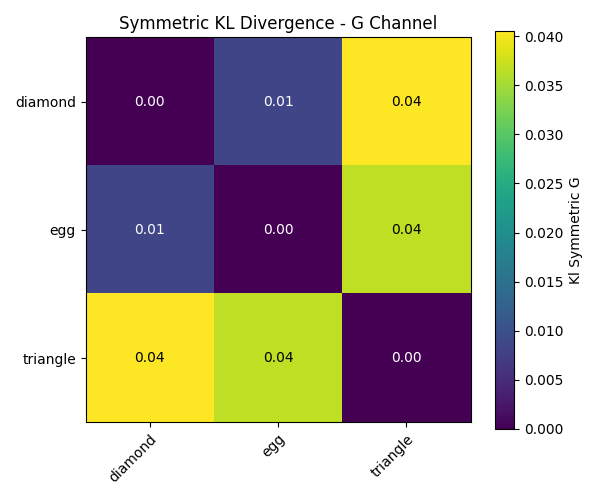 Symmetric KL Divergence - G Channel
diamond 0.00 0.01 0.04
egg 0.01 0.00 0.04
triangle 0.04 0.04 0.00
diamond egg triangle
0.040
0.035
0.030
0.025
0.020
0.015
0.010
0.005
0.000
Kl Symmetric G